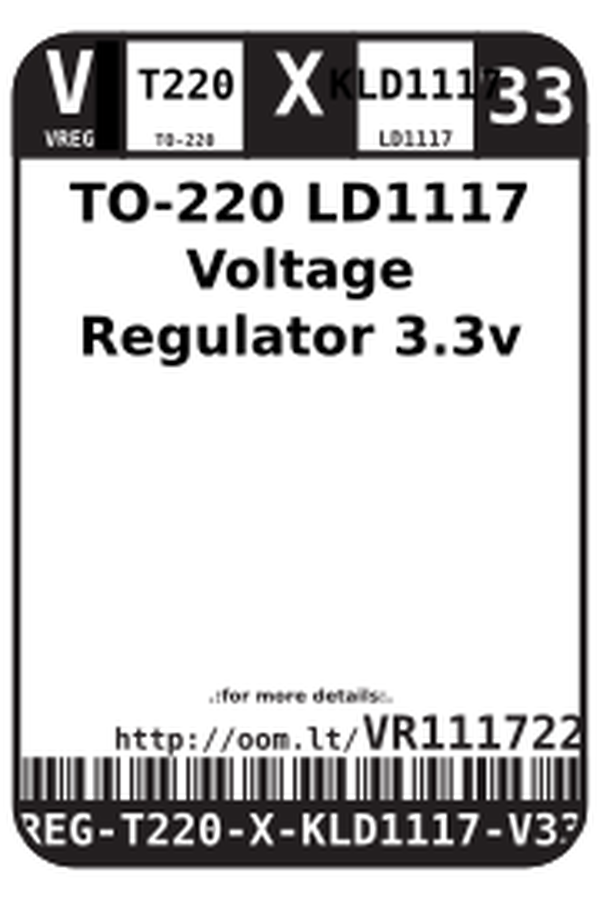 V T220 X KLD1117 33
VREG TO-220 LD1117
TO-220 LD1117
Voltage
Regulator 3.3v
.:for more details:.
http://oom.lt/VR111722
REG-T220-X-KLD1117-V33